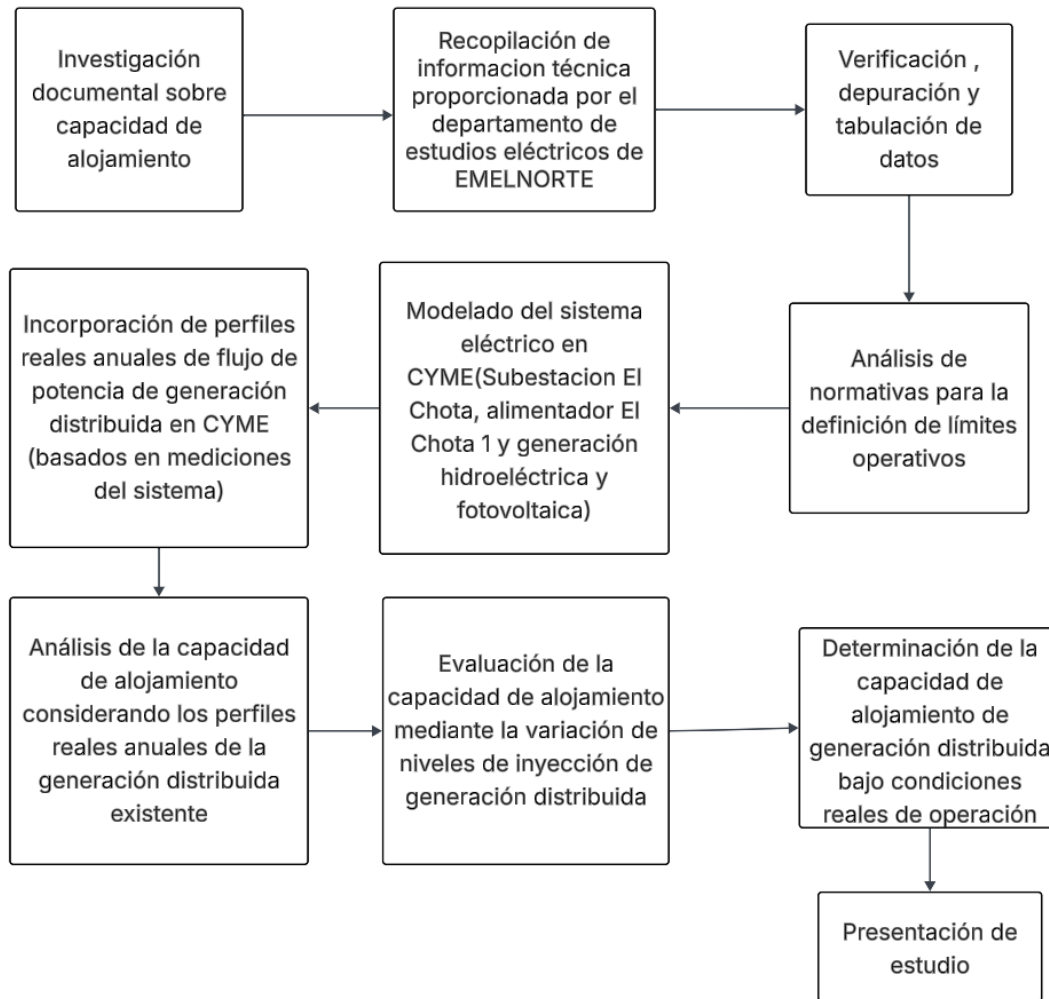 Investigación
documental sobre
capacidad de
alojamiento
Recopilación de
informacion técnica
proporcionada por el
departamento de
estudios eléctricos de
EMELNORTE
Verificación ,
depuración y
tabulación de
datos
Análisis de
normativas para la
definición de límites
operativos
Modelado del sistema
eléctrico en
CYME(Subestacion El
Chota, alimentador El
Chota 1 y generación
hidroeléctrica y
fotovoltaica)
Incorporación de perfiles
reales anuales de flujo de
potencia de generación
distribuida en CYME
(basados en mediciones
del sistema)
Análisis de la capacidad
de alojamiento
considerando los perfiles
reales anuales de la
generación distribuida
existente
Evaluación de la
capacidad de alojamiento
mediante la variación de
niveles de inyección de
generación distribuida
Determinación de la
capacidad de
alojamiento de
generación distribuida
bajo condiciones
reales de operación
Presentación de
estudio